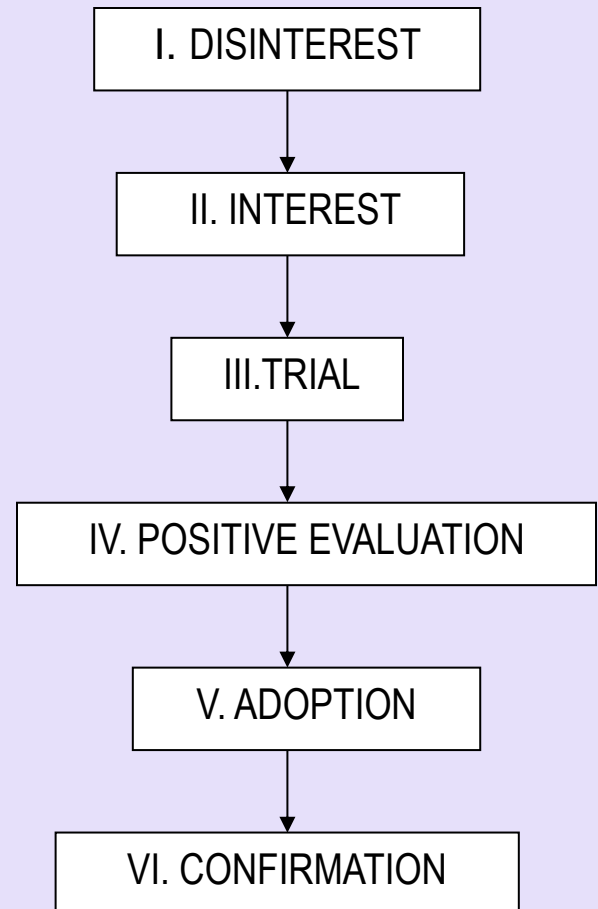 I. DISINTEREST
II. INTEREST
III.TRIAL
IV. POSITIVE EVALUATION
V. ADOPTION
VI. CONFIRMATION